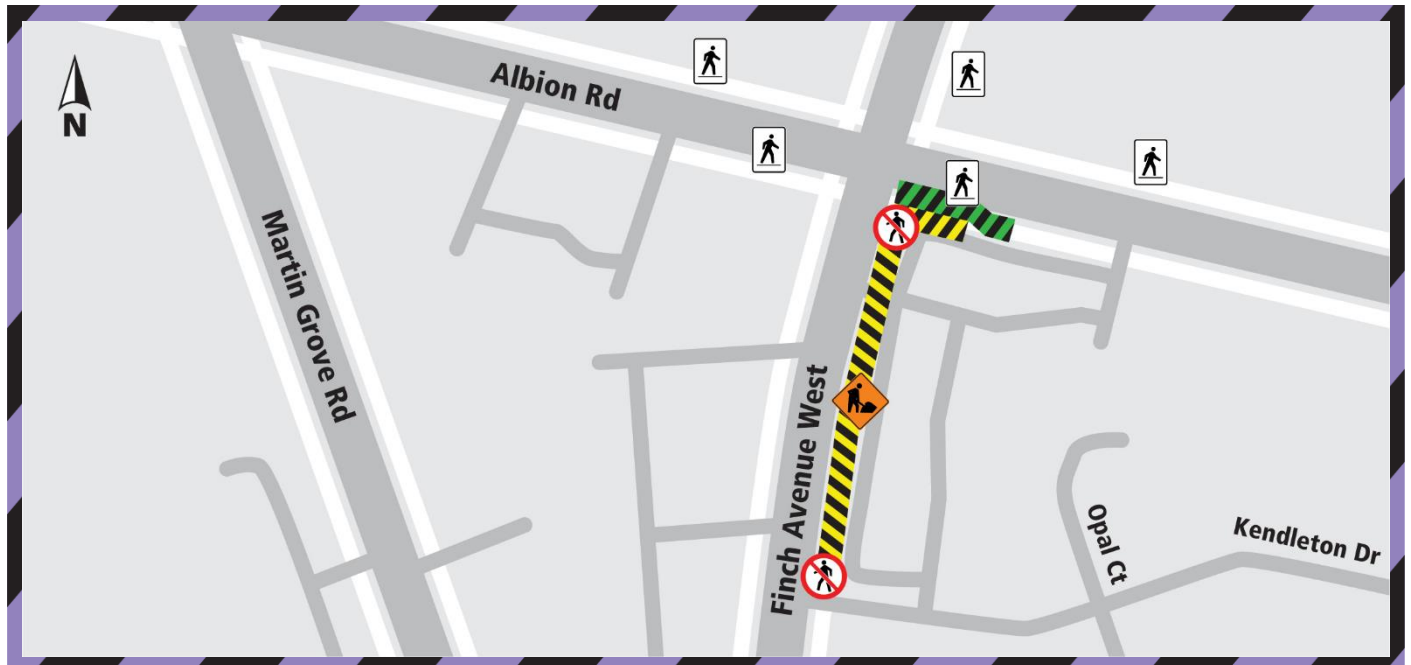 Albion Rd
N
Martin Grove Rd
Finch Avenue West
Opal Ct
Kendleton Dr